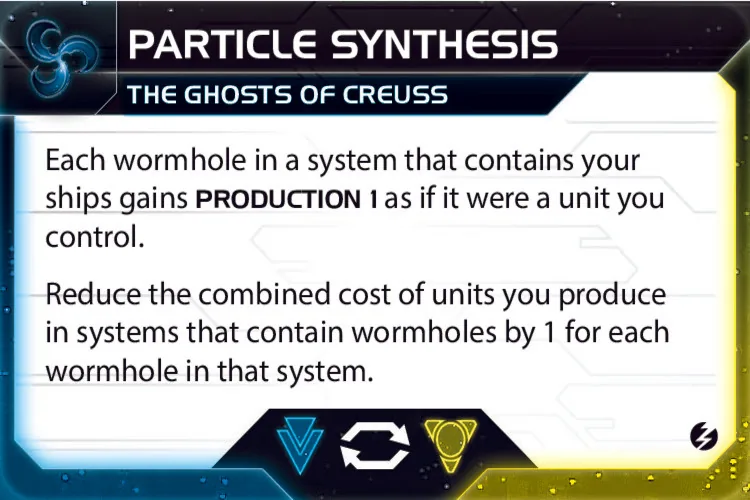 PARTICLE SYNTHESIS
THE GHOSTS OF CREUSS
Each wormhole in a system that contains your
ships gains PRODUCTION 1 as if it were a unit you
control.
Reduce the combined cost of units you produce
in systems that contain wormholes by 1 for each
wormhole in that system.